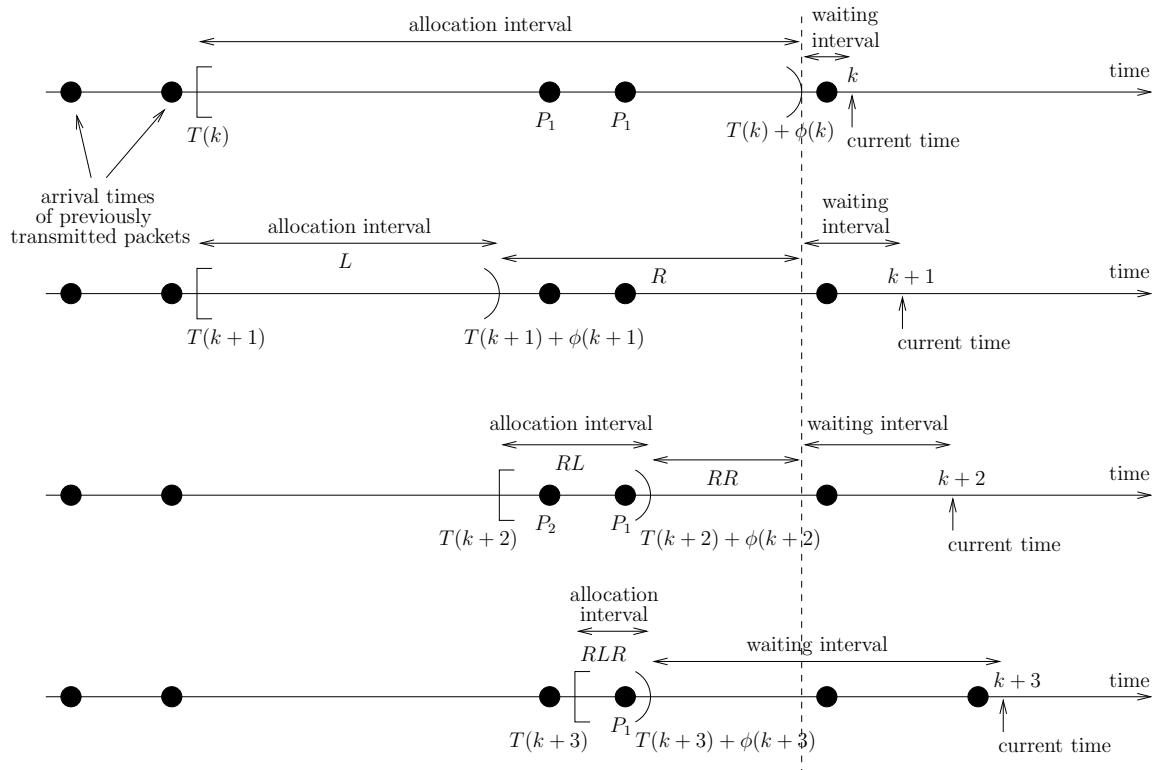 allocation interval
waiting
interval
k
time
T(k)
P₁
P₁
T(k) + ϕ(k)
current time
arrival times
of previously
transmitted packets
allocation interval
L
R
waiting
interval
k + 1
time
T(k+1)
T(k+1) + ϕ(k+1)
current time
allocation interval
RL
RR
waiting interval
k + 2
time
T(k+2)
P₂
P₁
T(k+2) + ϕ(k+2)
current time
allocation
interval
RLR
waiting interval
k + 3
time
T(k+3)
P₁
T(k+3) + ϕ(k+3)
current time